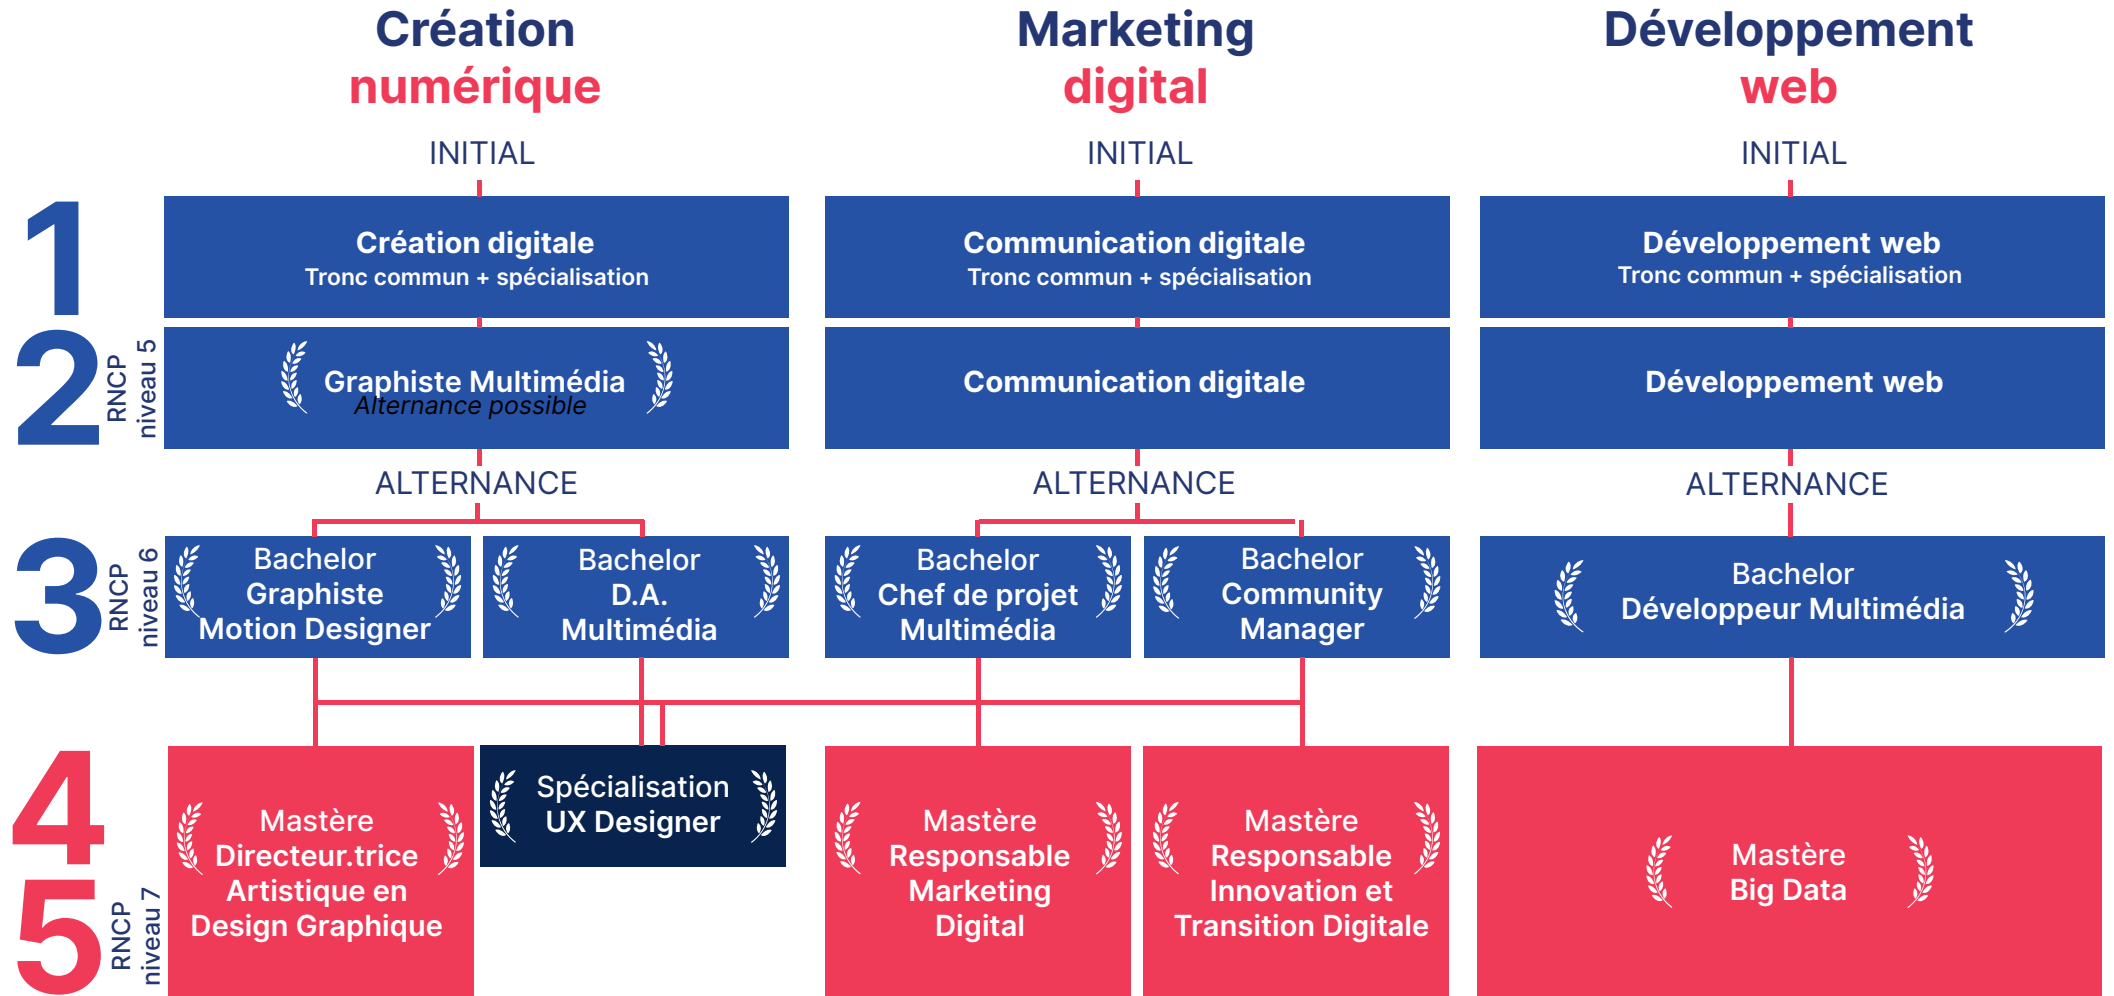 Création
numérique
Marketing
digital
Développement
web
INITIAL
INITIAL
INITIAL
1
Création digitale
Tronc commun + spécialisation
Communication digitale
Tronc commun + spécialisation
Développement web
Tronc commun + spécialisation
2
RNCP
niveau 5
Graphiste Multimédia
Alternance possible
Communication digitale
Développement web
ALTERNANCE
ALTERNANCE
ALTERNANCE
3
RNCP
niveau 6
Bachelor
Graphiste
Motion Designer
Bachelor
D.A.
Multimédia
Bachelor
Chef de projet
Multimédia
Bachelor
Community
Manager
Bachelor
Développeur Multimédia
4
5
RNCP
niveau 7
Mastère
Directeur.trice
Artistique en
Design Graphique
Spécialisation
UX Designer
Mastère
Responsable
Marketing
Digital
Mastère
Responsable
Innovation et
Transition Digitale
Mastère
Big Data